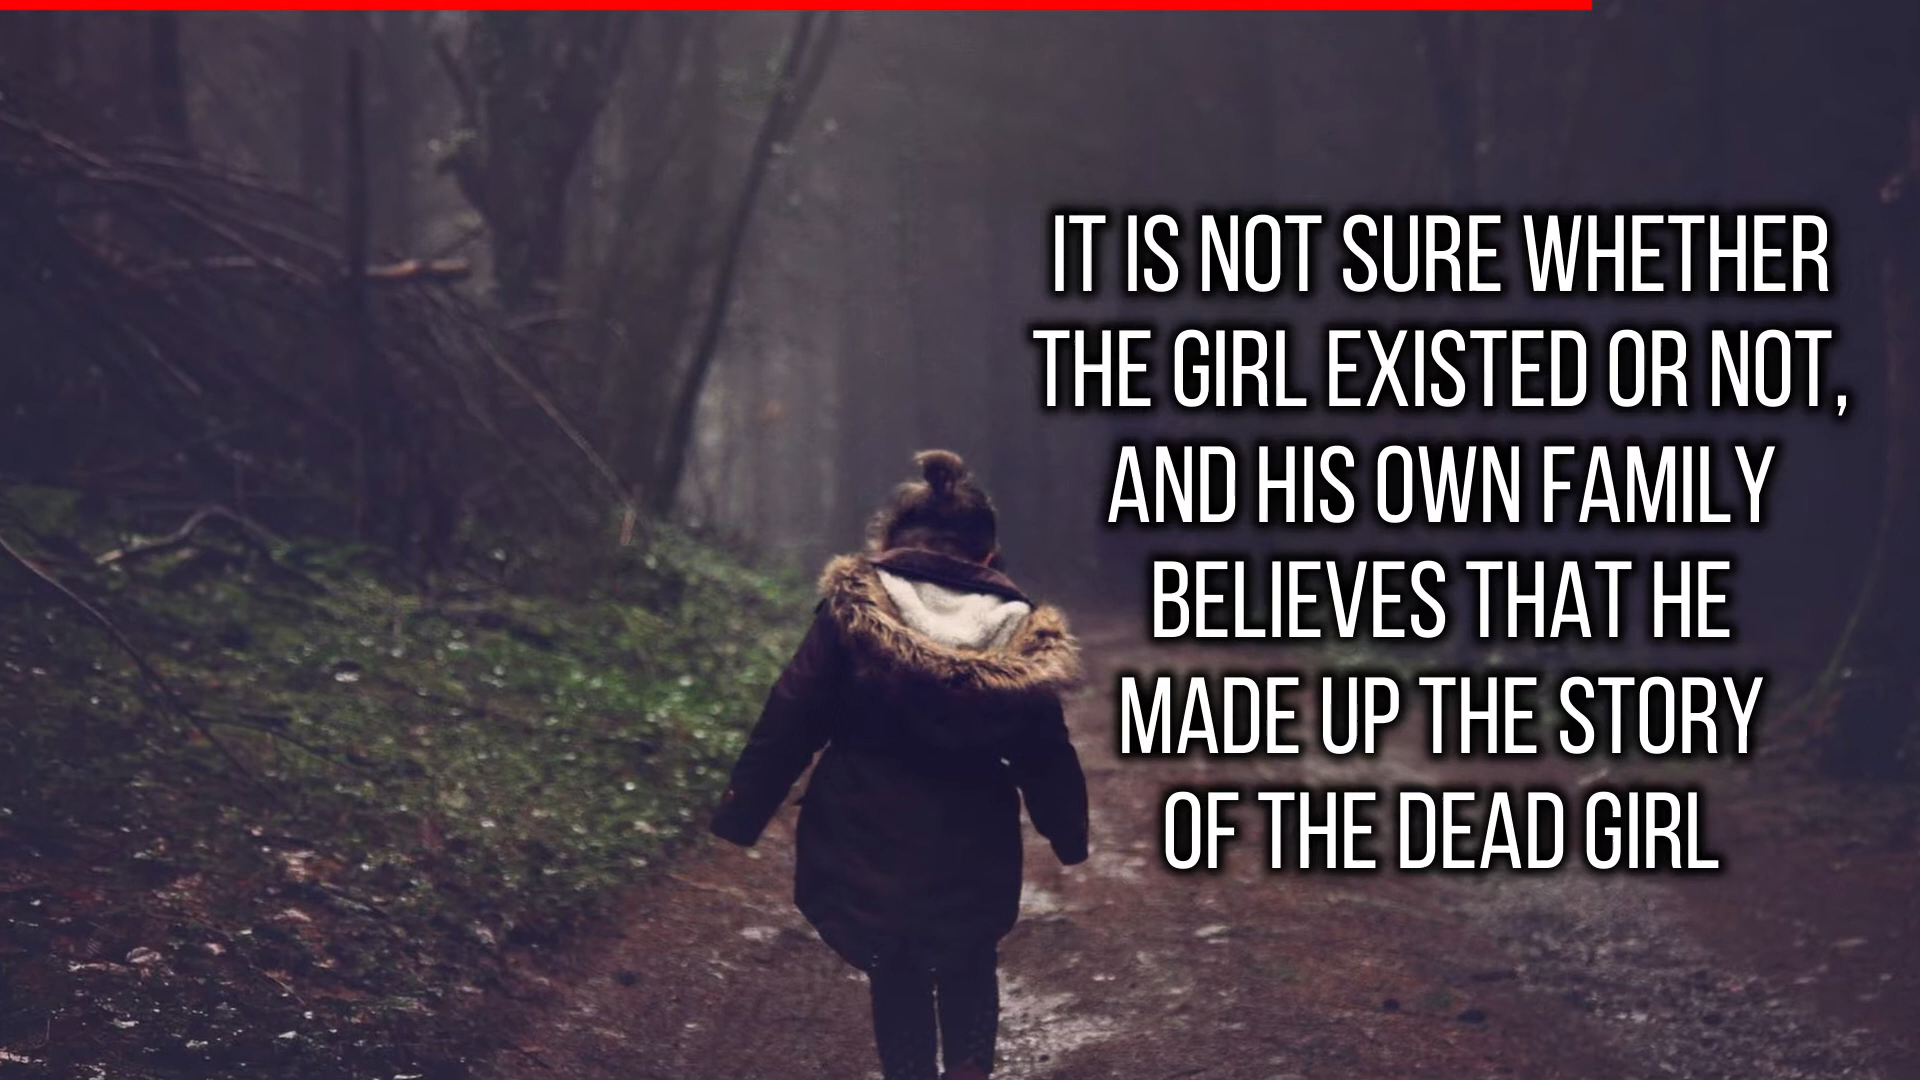 IT IS NOT SURE WHETHER
THE GIRL EXISTED OR NOT,
AND HIS OWN FAMILY
BELIEVES THAT HE
MADE UP THE STORY
OF THE DEAD GIRL